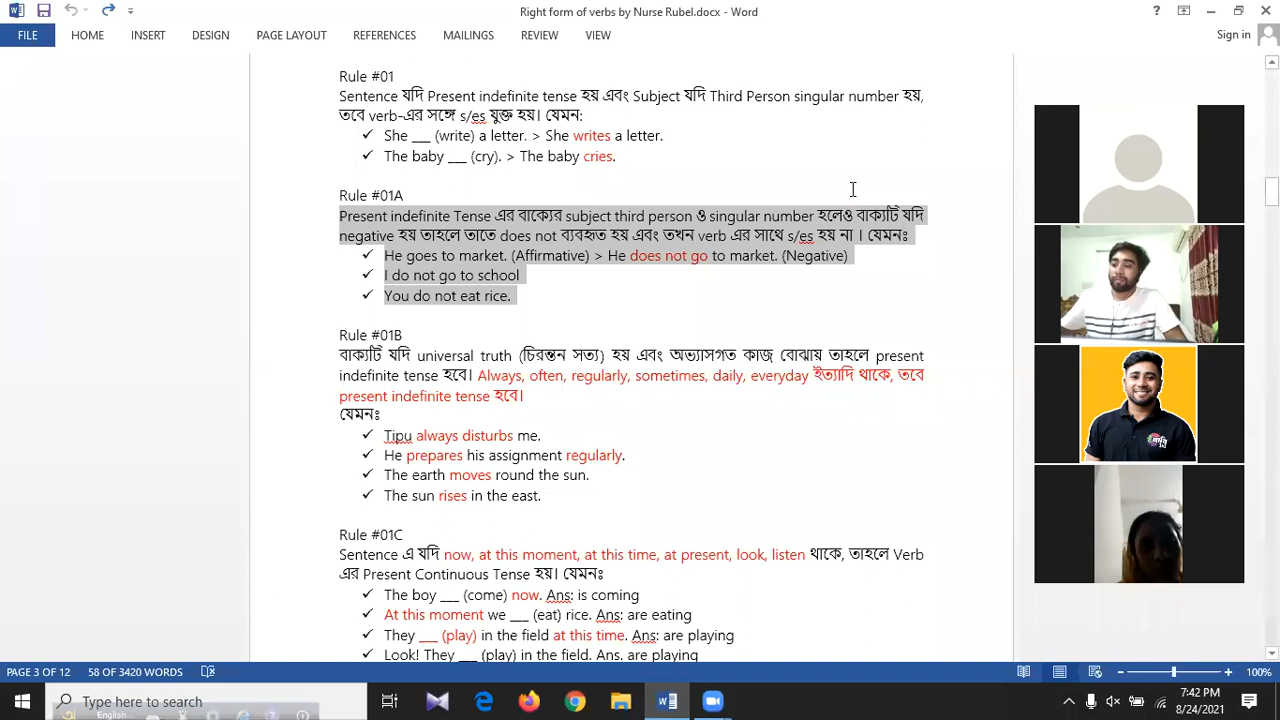 Right form of verbs by Nurse Rubel.docx - Word
FILE HOME INSERT DESIGN PAGE LAYOUT REFERENCES MAILINGS REVIEW VIEW Sign in
Rule #01
Sentence যদি Present indefinite tense হয় এবং Subject যদি Third Person singular number হয়,
তবে verb-এর সঙ্গে s/es যুক্ত হয়। যেমন:
✓ She ___ (write) a letter. > She writes a letter.
✓ The baby ___ (cry). > The baby cries.
Rule #01A
Present indefinite Tense এর বাক্যের subject third person ও singular number হলেও বাক্যটি যদি
negative হয় তাহলে তাতে does not ব্যবহৃত হয় এবং তখন verb এর সাথে s/es হয় না । যেমনঃ
✓ He goes to market. (Affirmative) > He does not go to market. (Negative)
✓ I do not go to school
✓ You do not eat rice.
Rule #01B
বাক্যটি যদি universal truth (চিরন্তন সত্য) হয় এবং অভ্যাসগত কাজ বোঝায় তাহলে present
indefinite tense হবে। Always, often, regularly, sometimes, daily, everyday ইত্যাদি থাকে, তবে
present indefinite tense হবে।
যেমনঃ
✓ Tipu always disturbs me.
✓ He prepares his assignment regularly.
✓ The earth moves round the sun.
✓ The sun rises in the east.
Rule #01C
Sentence এ যদি now, at this moment, at this time, at present, look, listen থাকে, তাহলে Verb
এর Present Continuous Tense হয়। যেমনঃ
✓ The boy ___ (come) now. Ans: is coming
✓ At this moment we ___ (eat) rice. Ans: are eating
✓ They ___ (play) in the field at this time. Ans: are playing
✓ Look! They ___ (play) in the field. Ans. are playing
PAGE 3 OF 12 58 OF 3420 WORDS 100%
Type here to search
English
7:42 PM
8/24/2021